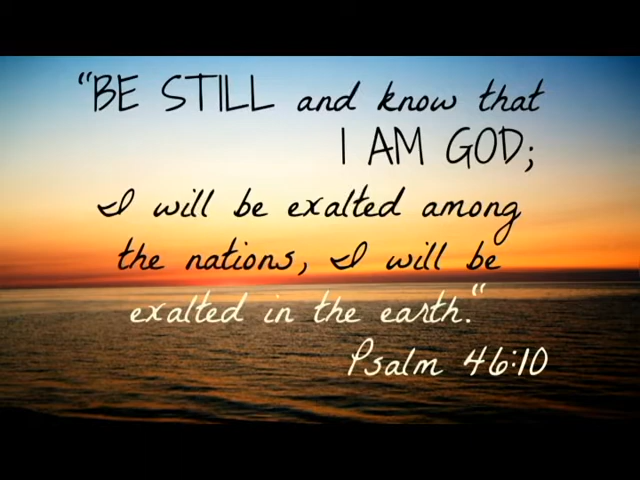 “BE STILL and know that
I AM GOD;
I will be exalted among
the nations, I will be
exalted in the earth.“
Psalm 46:10